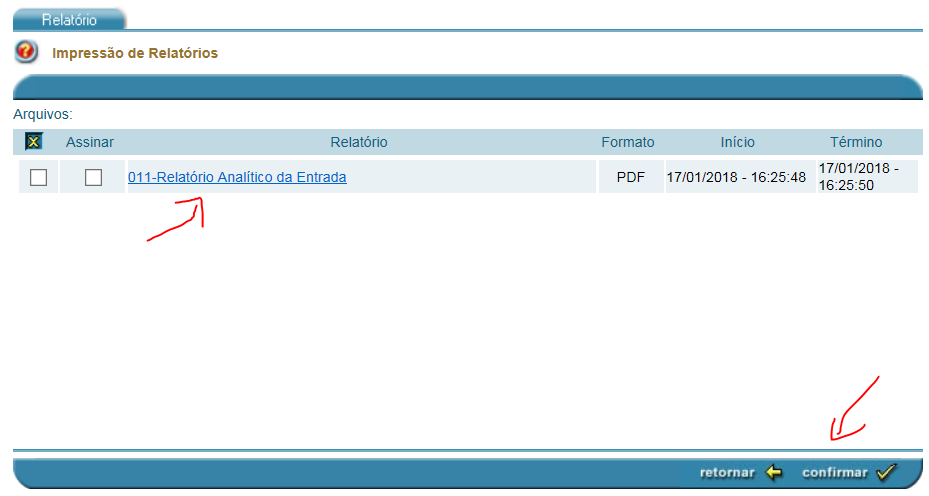 Relatório
Impressão de Relatórios
Arquivos:
Assinar Relatório Formato Início Término
011-Relatório Analítico da Entrada PDF 17/01/2018 - 16:25:48 17/01/2018 -
16:25:50
retornar confirmar